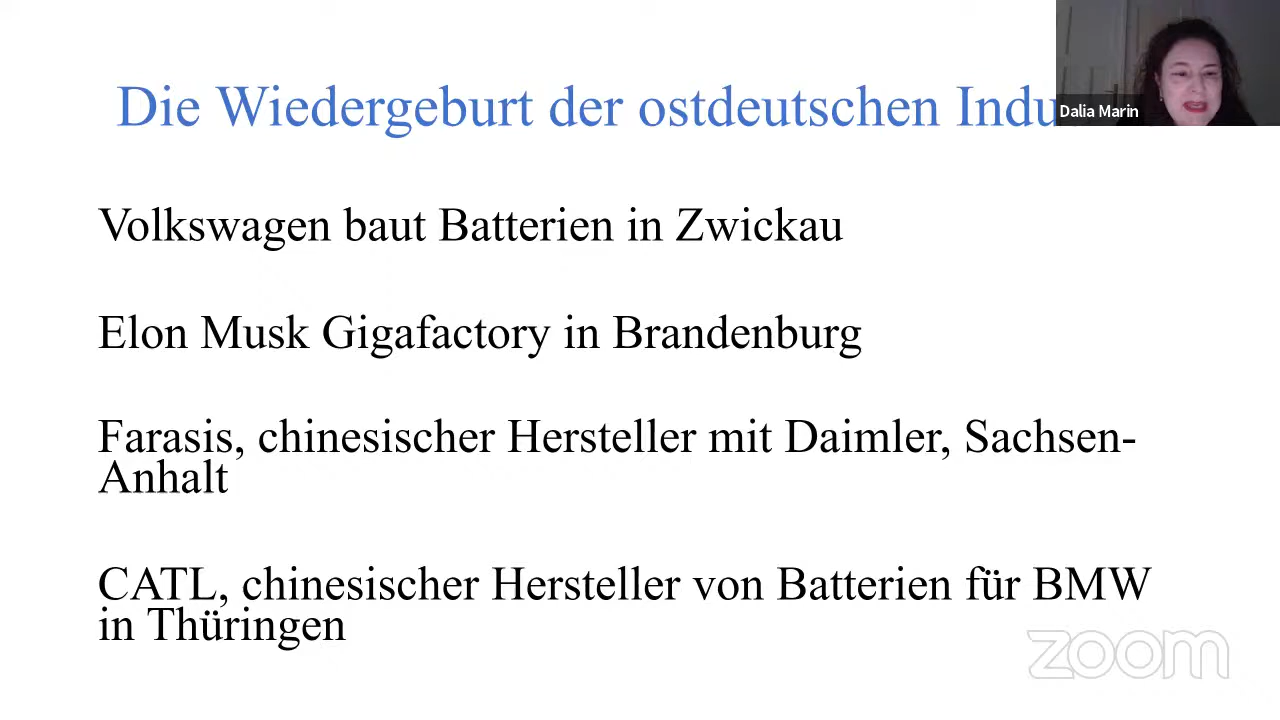 Die Wiedergeburt der ostdeutschen
Dalia Marin
Volkswagen baut Batterien in Zwickau
Elon Musk Gigafactory in Brandenburg
Farasis, chinesischer Hersteller mit Daimler, Sachsen-
Anhalt
CATL, chinesischer Hersteller von Batterien für BMW
in Thüringen
zoom